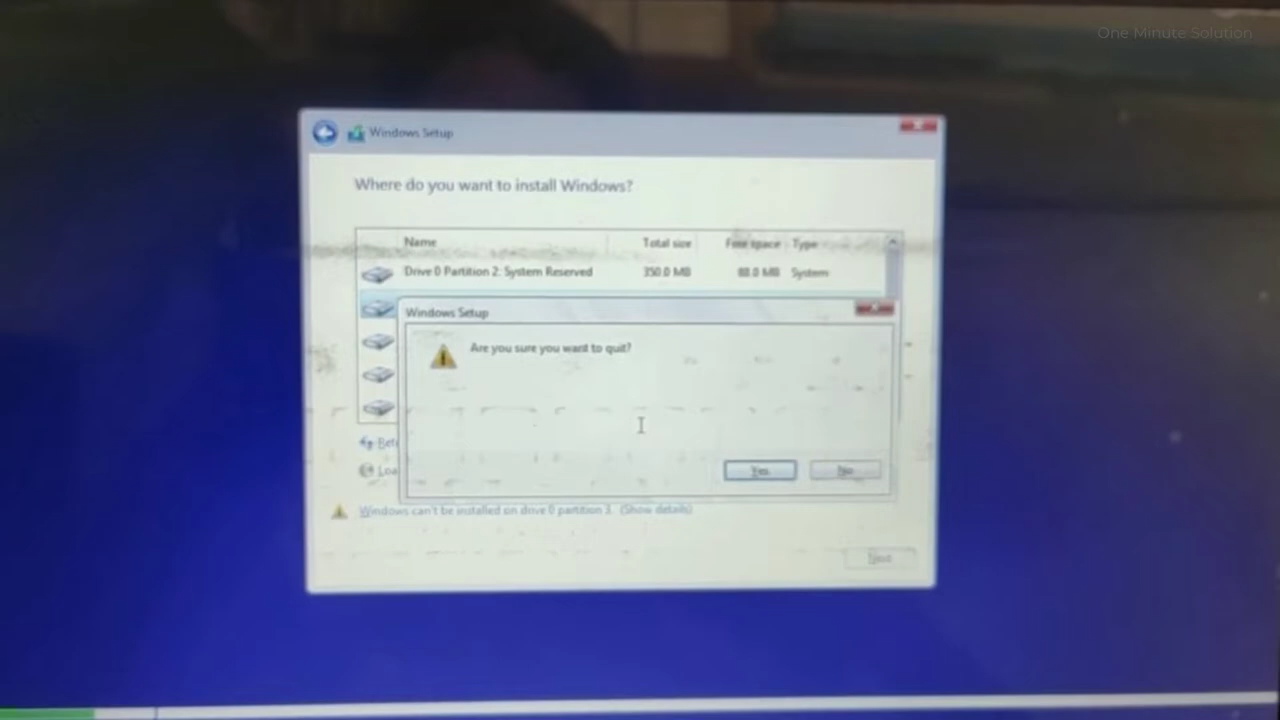 One Minute Solution
Windows Setup
Where do you want to install Windows?
Name Total size Free space Type
Drive 0 Partition 2: System Reserved 350.0 MB 88.0 MB System
Windows Setup
Are you sure you want to quit?
Yes No
Windows can't be installed on drive 0 partition 3. (Show details)
Next